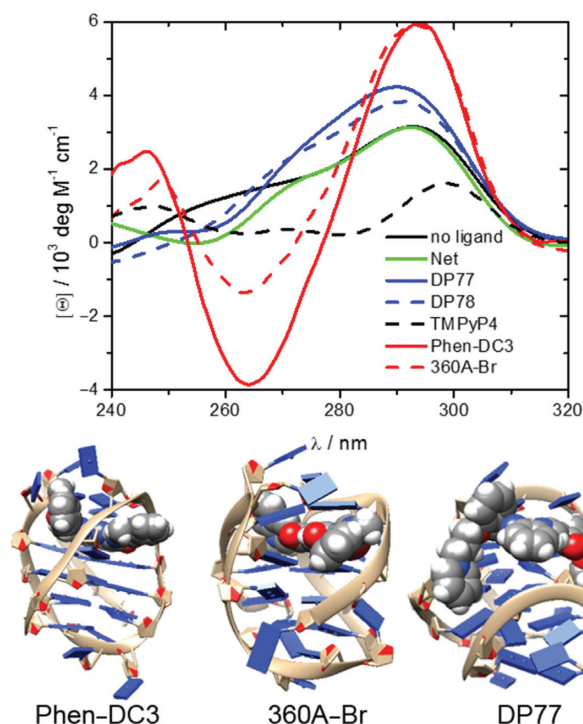 6
4
2
0
−2
−4
[Θ] / 10³ deg M⁻¹ cm⁻¹
no ligand
Net
DP77
DP78
TMPyP4
Phen-DC3
360A-Br
240 260 280 300 320
λ / nm
Phen–DC3 360A–Br DP77